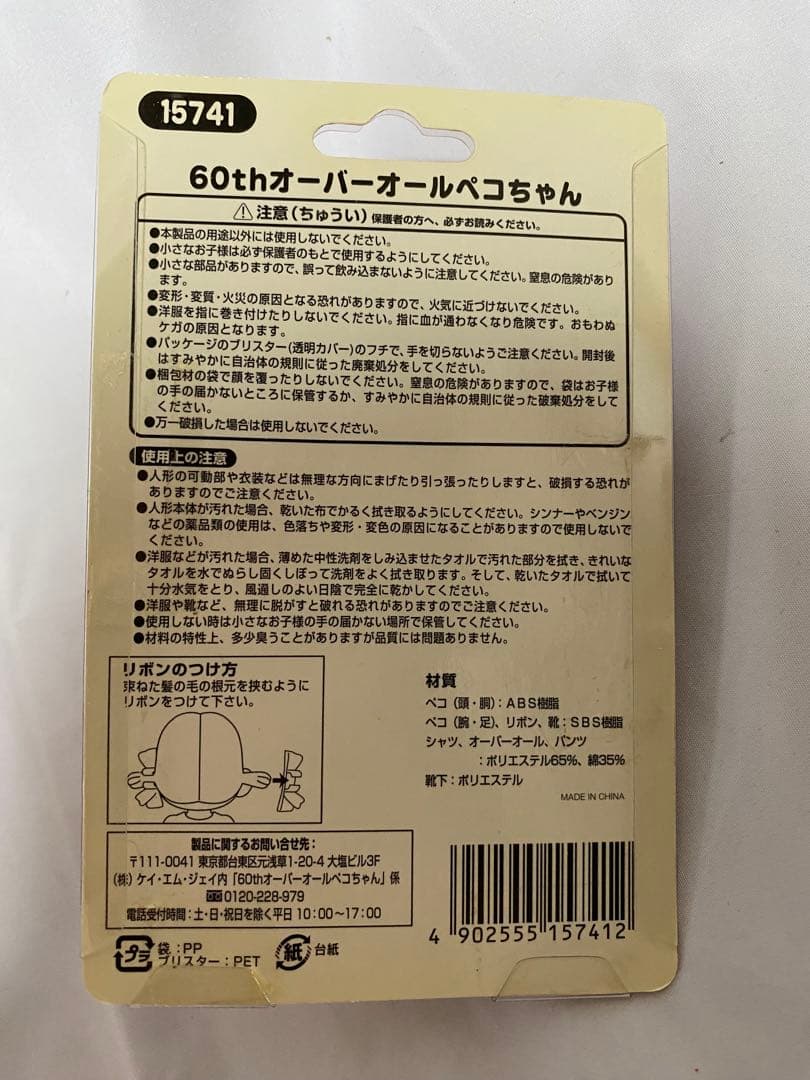 15741
60thオーバーオールペコちゃん
⚠注意(ちゅうい) 保護者の方へ、必ずお読みください。
●本製品の用途以外には使用しないでください。
●小さなお子様は必ず保護者のもとで使用するようにしてください。
●小さな部品がありますので、誤って飲み込まないように注意してください。窒息の危険があり
ます。
●変形・変質・火災の原因となる恐れがありますので、火気に近づけないでください。
●洋服を指に巻き付けたりしないでください。指に血が通わなくなり危険です。おもわぬ
ケガの原因となります。
●パッケージのブリスター(透明カバー)のフチで、手を切らないようご注意ください。開封後
はすみやかに自治体の規則に従った廃棄処分をしてください。
●梱包材の袋で顔を覆ったりしないでください。窒息の危険がありますので、袋はお子様
の手の届かないところに保管するか、すみやかに自治体の規則に従った破棄処分をして
ください。
●万一破損した場合は使用しないでください。
使用上の注意
●人形の可動部や衣装などは無理な方向にまげたり引っ張ったりしますと、破損する恐れが
ありますのでご注意ください。
●人形本体が汚れた場合、乾いた布でかるく拭き取るようにしてください。シンナーやベンジン
などの薬品類の使用は、色落ちや変形・変色の原因になることがありますので使用しないで
ください。
●洋服などが汚れた場合、薄めた中性洗剤をしみ込ませたタオルで汚れた部分を拭き、きれいな
タオルを水でぬらし固くしぼって洗剤をよく拭き取ります。そして、乾いたタオルで拭いて
十分水気をとり、風通しのよい日陰で完全に乾かしてください。
●洋服や靴など、無理に脱がすと破れる恐れがありますのでご注意ください。
●使用しない時は小さなお子様の手の届かない場所で保管してください。
●材料の特性上、多少臭うことがありますが品質には問題ありません。
リボンのつけ方
束ねた髪の毛の根元を挟むように
リボンをつけて下さい。
材質
ペコ(頭・胴):ABS樹脂
ペコ(腕・足)、リボン、靴:SBS樹脂
シャツ、オーバーオール、パンツ
:ポリエステル65%、綿35%
靴下:ポリエステル
MADE IN CHINA
製品に関するお問い合せ先:
〒111-0041 東京都台東区元浅草1-20-4 大塩ビル3F
(株)ケイ・エム・ジェイ内「60thオーバーオールペコちゃん」係
0120-228-979
電話受付時間:土・日・祝日を除く平日 10:00〜17:00
プラ
袋:PP
ブリスター:PET
紙
台紙
4 902555 157412